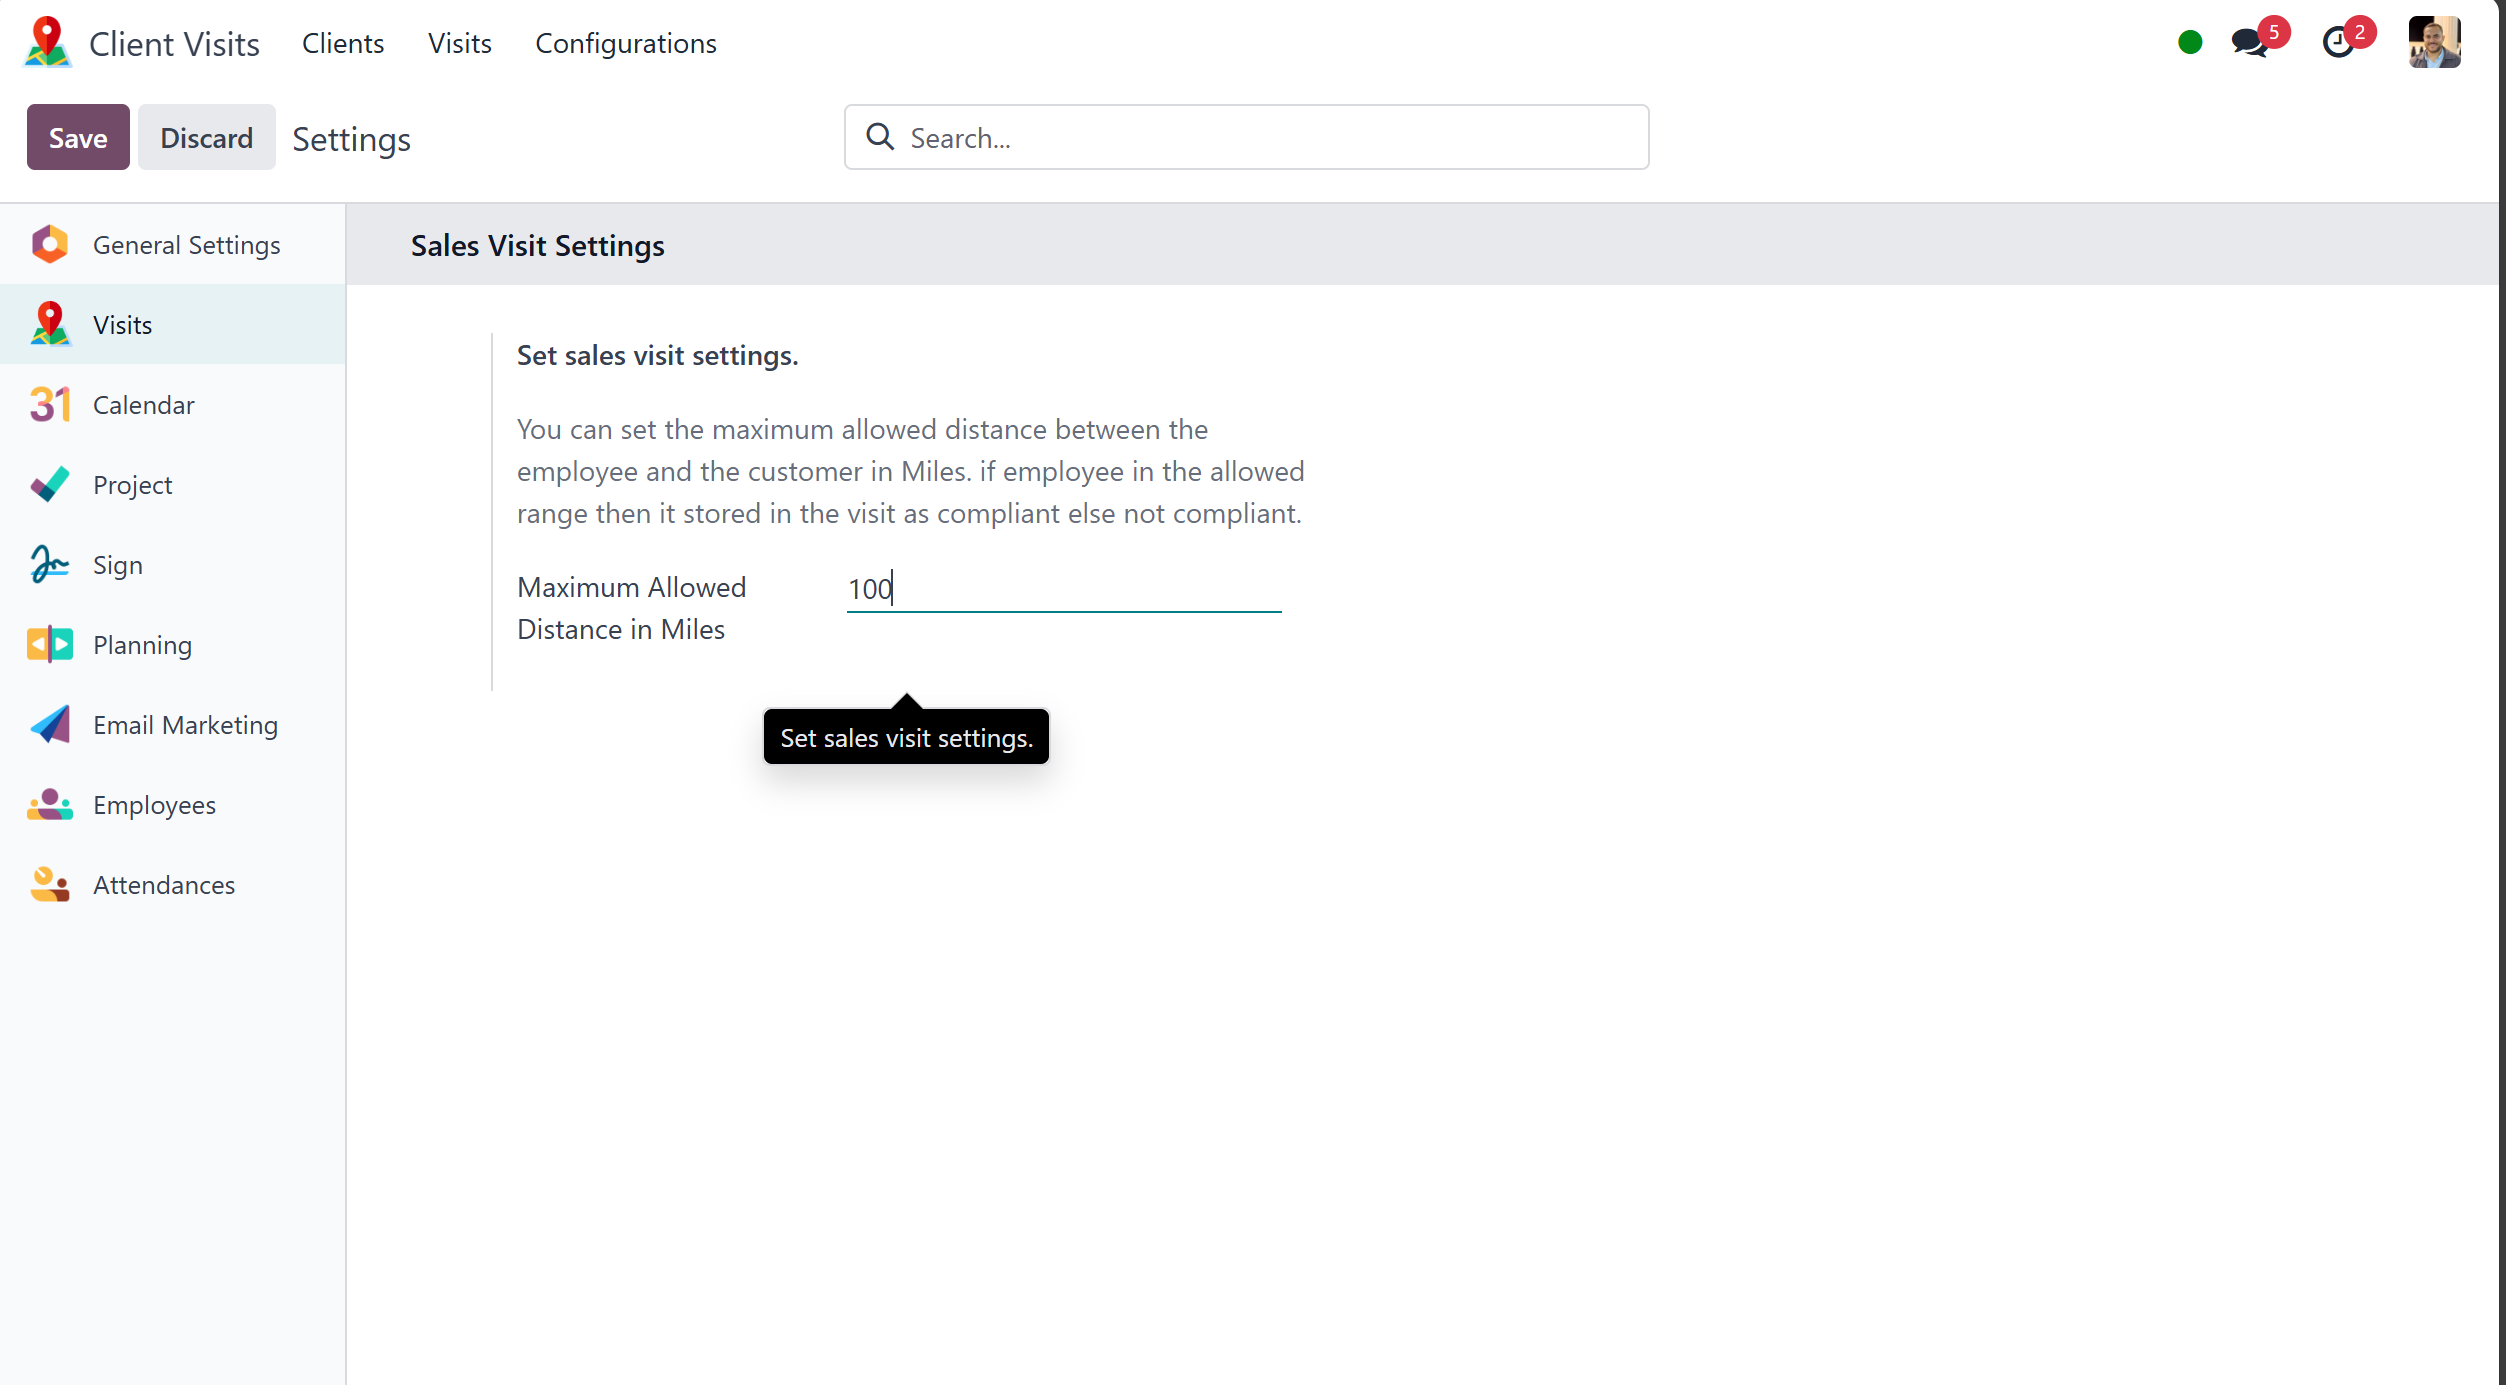 Client Visits
Clients
Visits
Configurations
5
2
Save
Discard
Settings
Search...
General Settings
Visits
31
Calendar
Project
Sign
Planning
Email Marketing
Employees
Attendances
Sales Visit Settings
Set sales visit settings.
You can set the maximum allowed distance between the
employee and the customer in Miles. if employee in the allowed
range then it stored in the visit as compliant else not compliant.
Maximum Allowed
Distance in Miles
100
Set sales visit settings.